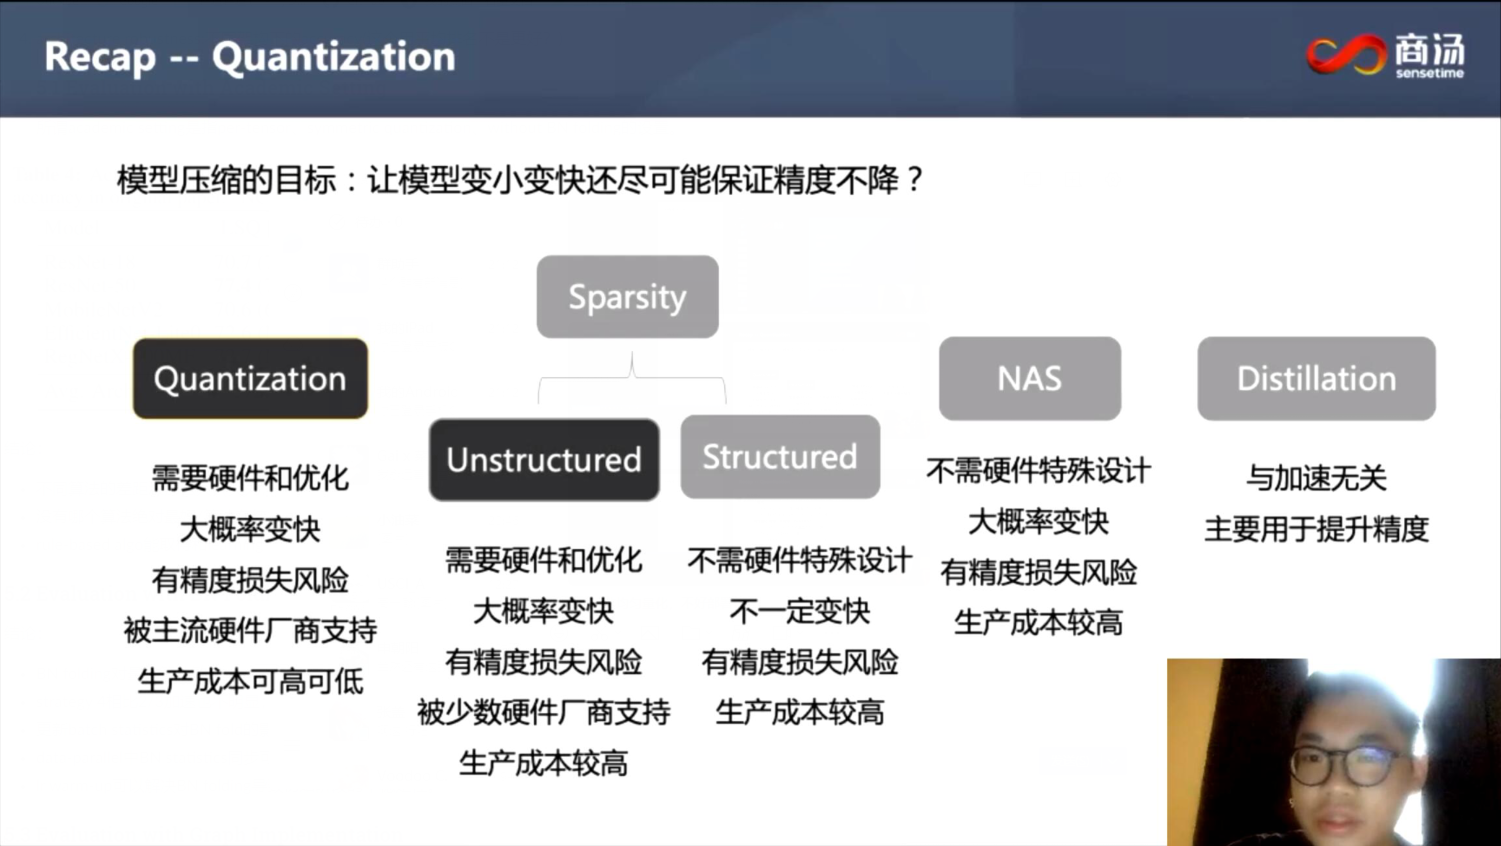 Recap -- Quantization
商汤
sensetime
模型压缩的目标：让模型变小变快还尽可能保证精度不降？
Sparsity
Quantization
需要硬件和优化
大概率变快
有精度损失风险
被主流硬件厂商支持
生产成本可高可低
Unstructured
需要硬件和优化
大概率变快
有精度损失风险
被少数硬件厂商支持
生产成本较高
Structured
不需硬件特殊设计
不一定变快
有精度损失风险
生产成本较高
NAS
不需硬件特殊设计
大概率变快
有精度损失风险
生产成本较高
Distillation
与加速无关
主要用于提升精度